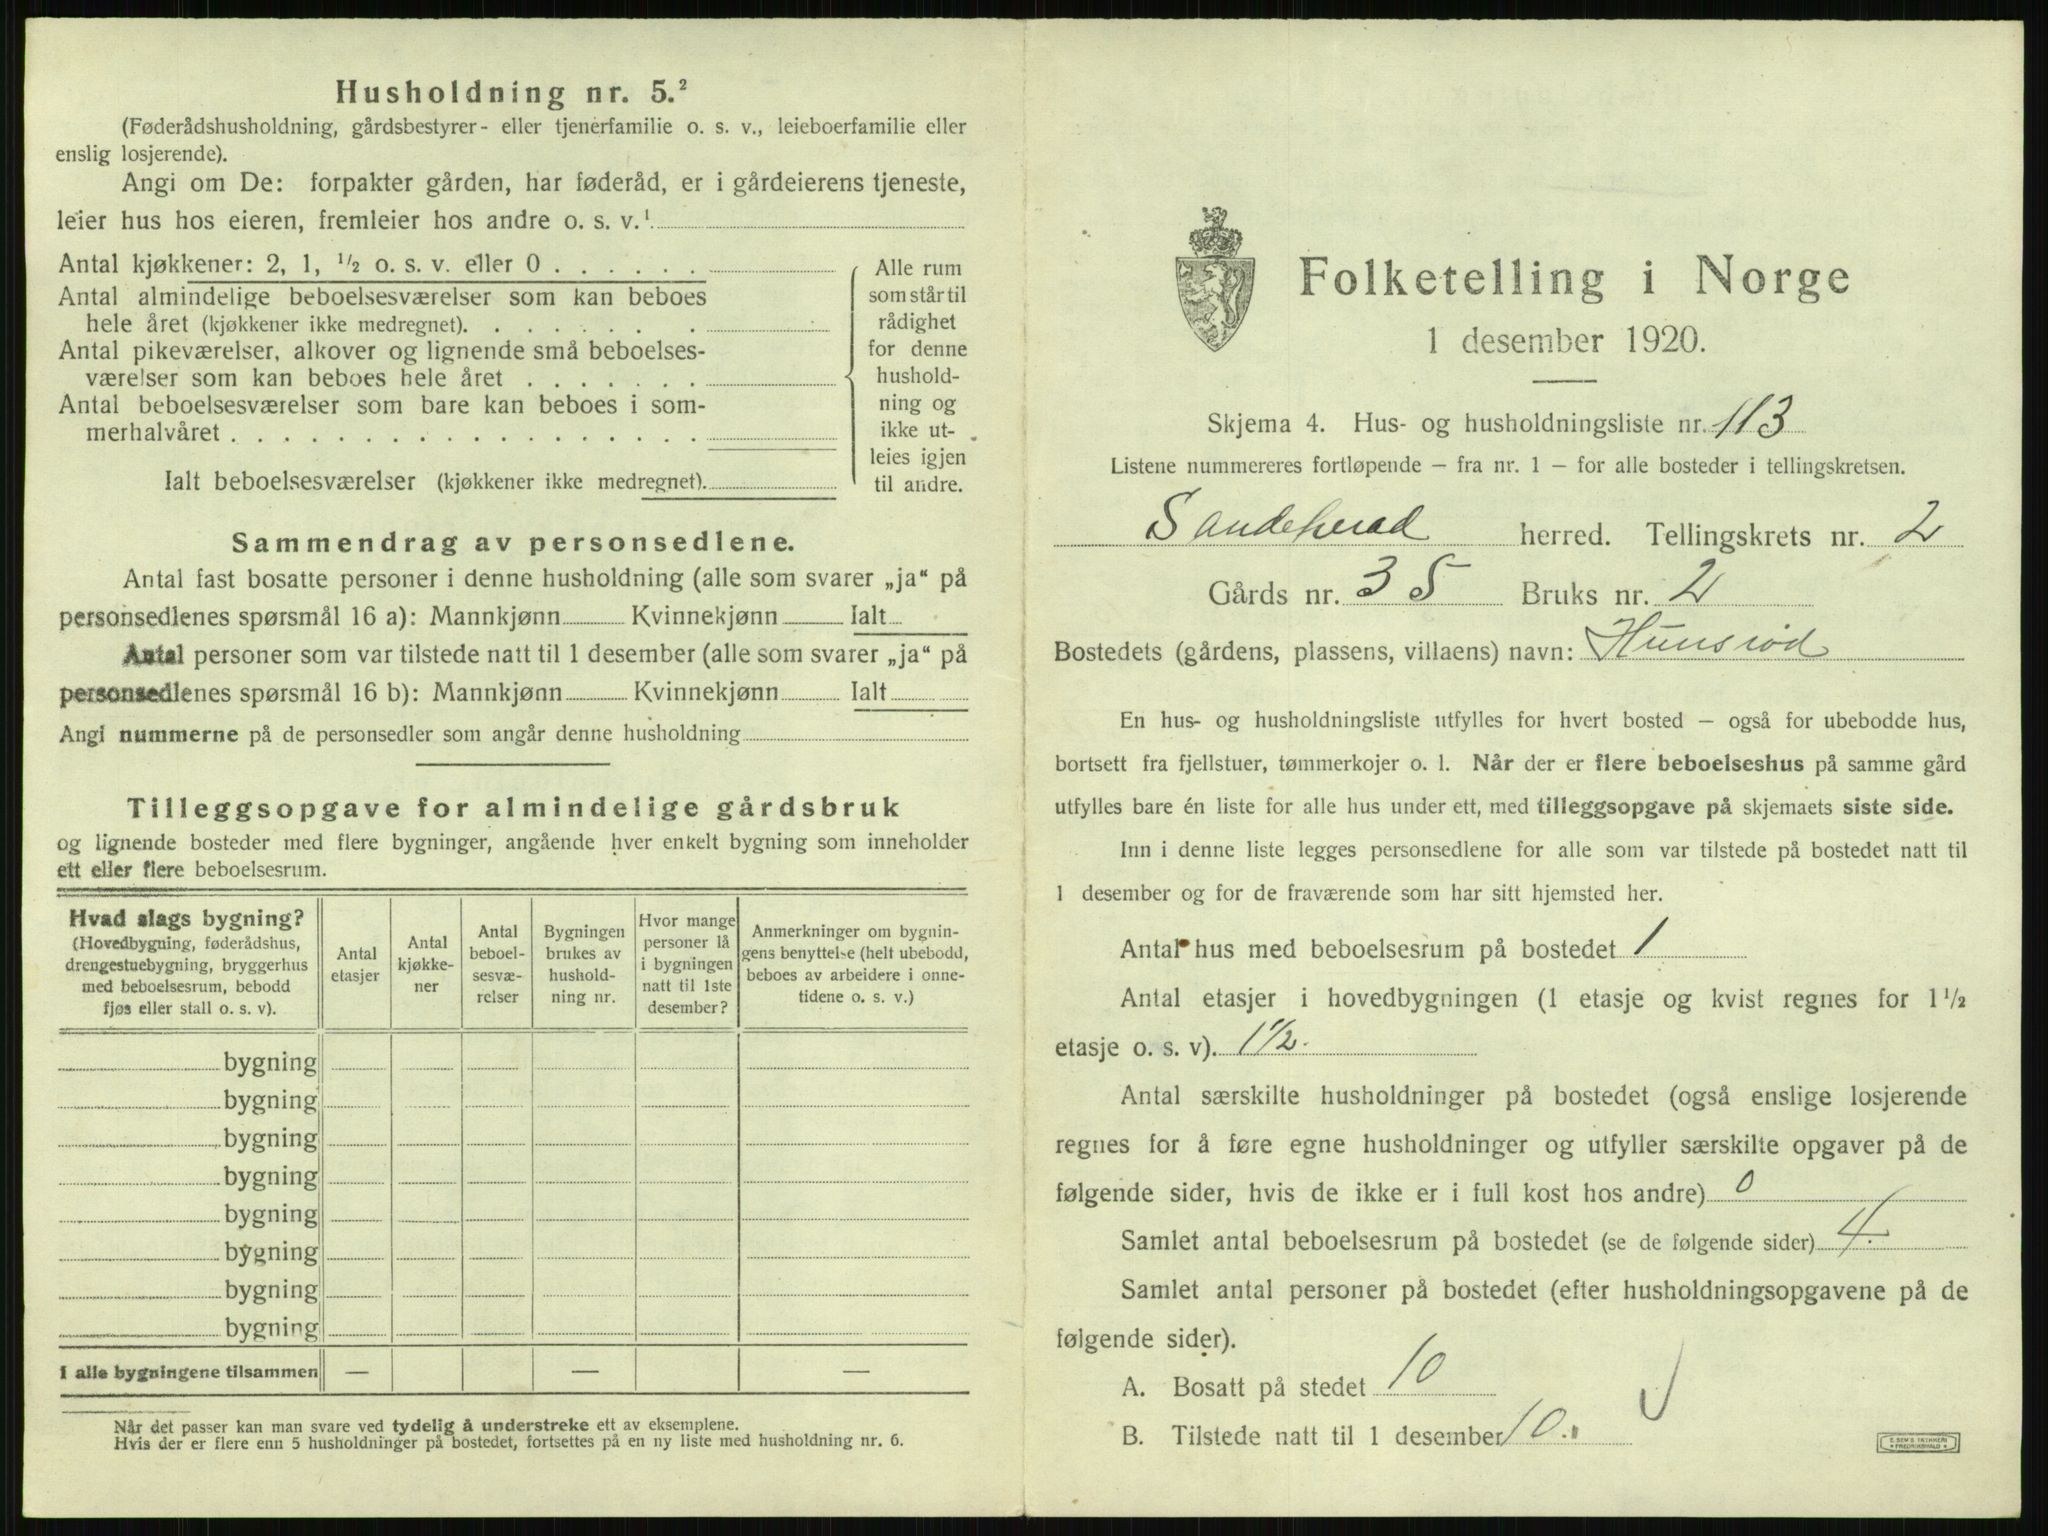 Husholdning nr. 5.²
(Føderådshusholdning, gårdsbestyrer- eller tjenerfamilie o. s. v., leieboerfamilie eller
enslig losjerende).
Angi om De: forpakter gården, har føderåd, er i gårdeierens tjeneste,
leier hus hos eieren, fremleier hos andre o. s. v.¹
Antal kjøkkener: 2, 1, ½ o. s. v. eller 0
Antal almindelige beboelsesværelser som kan beboes
hele året (kjøkkener ikke medregnet).
Antal pikeværelser, alkover og lignende små beboelses-
værelser som kan beboes hele året
Antal beboelsesværelser som bare kan beboes i som-
merhalvåret
Ialt beboelsesværelser (kjøkkener ikke medregnet).
Alle rum
som står til
rådighet
for denne
hushold-
ning og
ikke ut-
leies igjen
til andre.
Sammendrag av personsedlene.
Antal fast bosatte personer i denne husholdning (alle som svarer „ja“ på
personsedlenes spørsmål 16 a): Mannkjønn Kvinnekjønn Ialt
Antal personer som var tilstede natt til 1 desember (alle som svarer „ja“ på
personsedlenes spørsmål 16 b): Mannkjønn Kvinnekjønn Ialt
Angi nummerne på de personsedler som angår denne husholdning
Tilleggsopgave for almindelige gårdsbruk
og lignende bosteder med flere bygninger, angående hver enkelt bygning som inneholder
ett eller flere beboelsesrum.
Hvad slags bygning?
(Hovedbygning, føderådshus,
drengestuebygning, bryggerhus
med beboelsesrum, bebodd
fjøs eller stall o. s. v).
Antal
etasjer
Antal
kjøkke-
ner
Antal
beboel-
sesvæ-
relser
Bygningen
brukes av
hushold-
ning nr.
Hvor mange
personer lå
i bygningen
natt til 1ste
desember?
Anmerkninger om bygnin-
gens benyttelse (helt ubebodd,
beboes av arbeidere i onne-
tidene o. s. v.)
bygning
bygning
bygning
bygning
bygning
bygning
bygning
bygning
I alle bygningene tilsammen — — —
Når det passer kan man svare ved tydelig å understreke ett av eksemplene.
Hvis der er flere enn 5 husholdninger på bostedet, fortsettes på en ny liste med husholdning nr. 6.
Folketelling i Norge
1 desember 1920.
Skjema 4. Hus- og husholdningsliste nr. 113
Listene nummereres fortløpende – fra nr. 1 – for alle bosteder i tellingskretsen.
Sandeherad herred. Tellingskrets nr. 2
Gårds nr. 35 Bruks nr. 2
Bostedets (gårdens, plassens, villaens) navn: Hunsrød
En hus- og husholdningsliste utfylles for hvert bosted – også for ubebodde hus,
bortsett fra fjellstuer, tømmerkojer o. l. Når der er flere beboelseshus på samme gård
utfylles bare én liste for alle hus under ett, med tilleggsopgave på skjemaets siste side.
Inn i denne liste legges personsedlene for alle som var tilstede på bostedet natt til
1 desember og for de fraværende som har sitt hjemsted her.
Antal hus med beboelsesrum på bostedet 1
Antal etasjer i hovedbygningen (1 etasje og kvist regnes for 1½
etasje o. s. v). 1½.
Antal særskilte husholdninger på bostedet (også enslige losjerende
regnes for å føre egne husholdninger og utfyller særskilte opgaver på de
følgende sider, hvis de ikke er i full kost hos andre) 0
Samlet antal beboelsesrum på bostedet (se de følgende sider) 4.
Samlet antal personer på bostedet (efter husholdningsopgavene på de
følgende sider).
A. Bosatt på stedet 10
B. Tilstede natt til 1 desember 10.
E. SEM'S TRYKKERI
FREDRIKSHALD